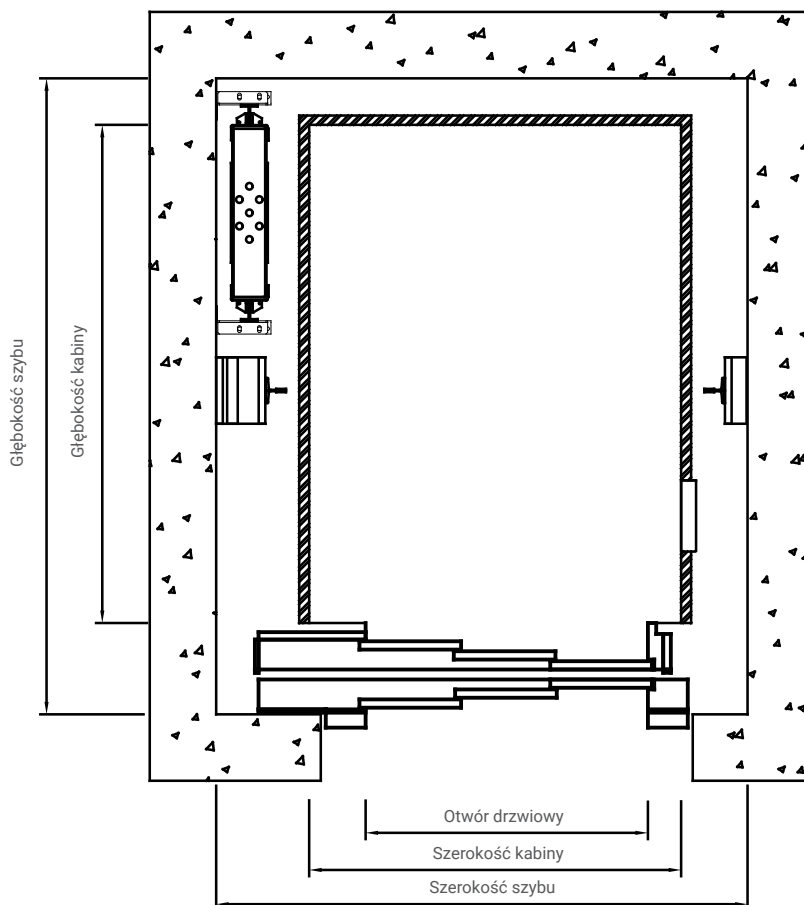 Głębokość szybu
Głębokość kabiny
Otwór drzwiowy
Szerokość kabiny
Szerokość szybu